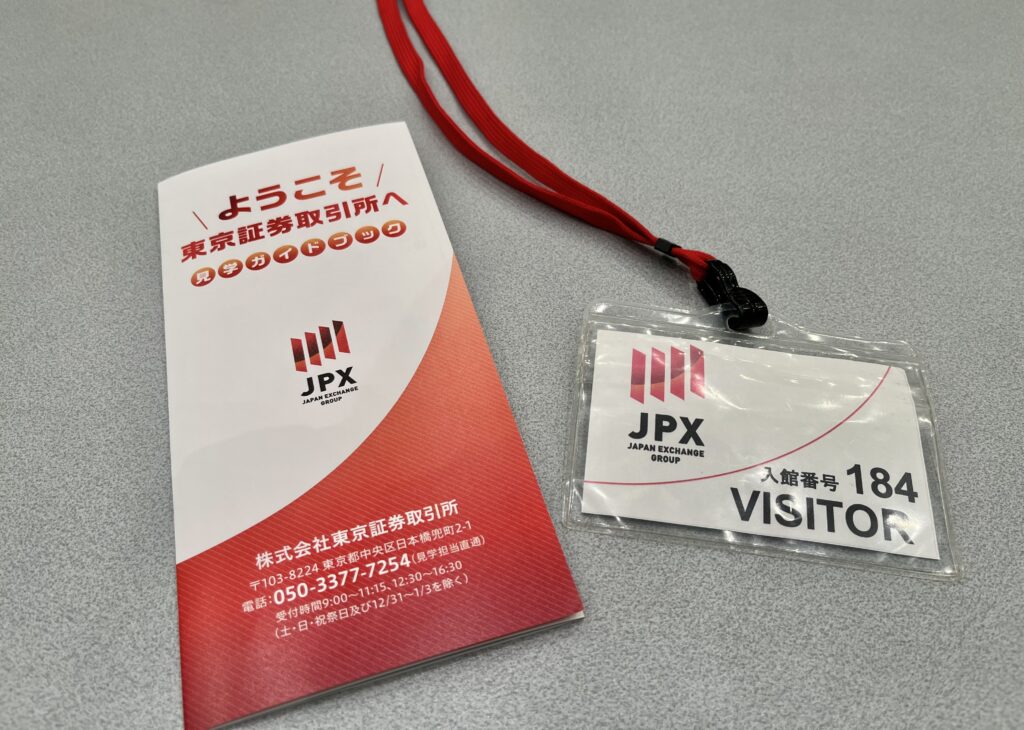 ようこそ
東京証券取引所へ
見学ガイドブック
JPX
JAPAN EXCHANGE
GROUP
株式会社東京証券取引所
〒103-8224 東京都中央区日本橋兜町2-1
電話:050-3377-7254(見学担当直通)
受付時間9:00～11:15、12:30～16:30
(土・日・祝祭日及び12/31～1/3を除く)
JPX
JAPAN EXCHANGE
GROUP
入館番号 184
VISITOR